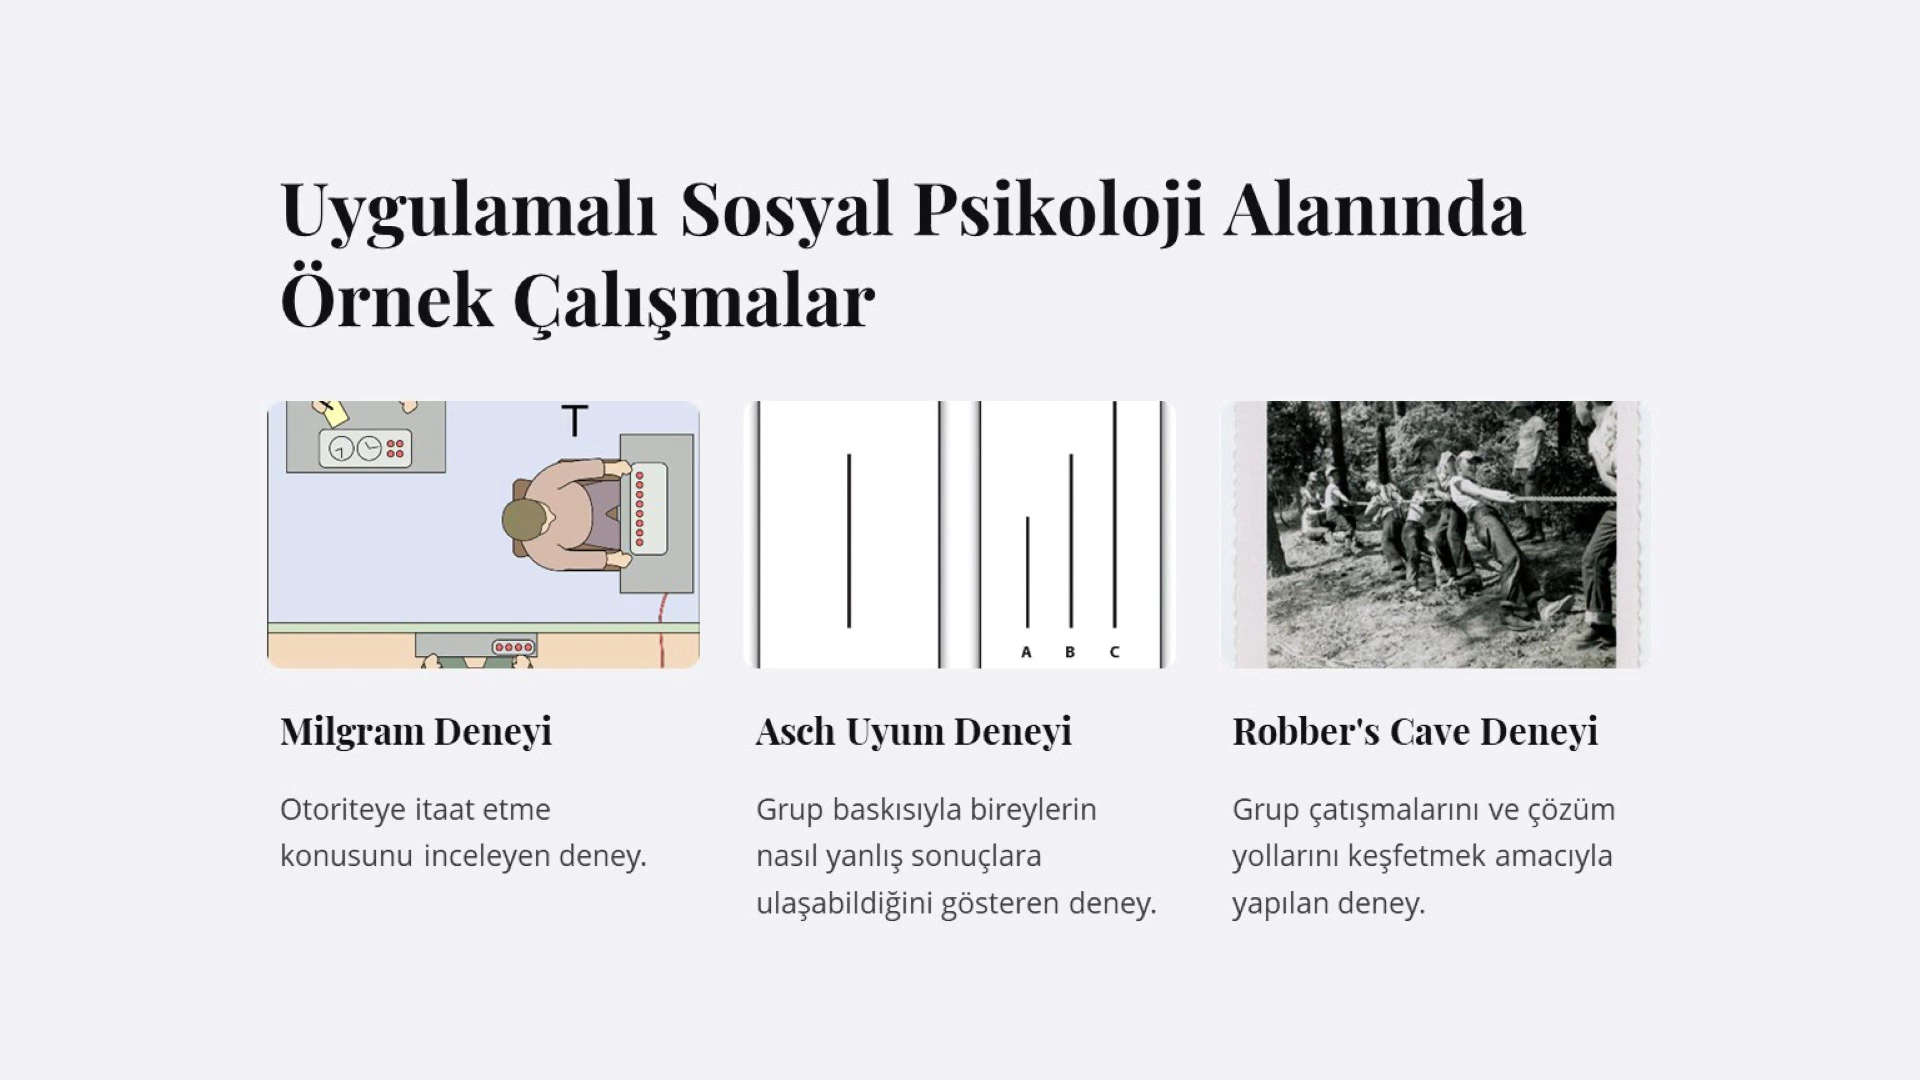 Uygulamalı Sosyal Psikoloji Alanında
Örnek Çalışmalar
T
A B C
Milgram Deneyi
Otoriteye itaat etme
konusunu inceleyen deney.
Asch Uyum Deneyi
Grup baskısıyla bireylerin
nasıl yanlış sonuçlara
ulaşabildiğini gösteren deney.
Robber's Cave Deneyi
Grup çatışmalarını ve çözüm
yollarını keşfetmek amacıyla
yapılan deney.